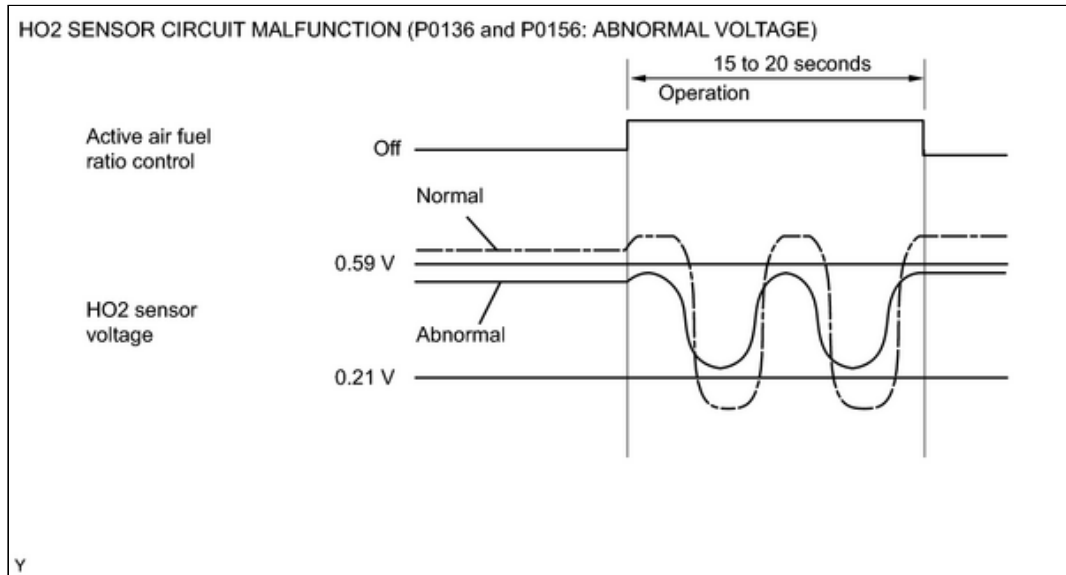 HO2 SENSOR CIRCUIT MALFUNCTION (P0136 and P0156: ABNORMAL VOLTAGE)
15 to 20 seconds
Operation
Active air fuel
ratio control
Off
Normal
0.59 V
HO2 sensor
voltage
Abnormal
0.21 V
Y